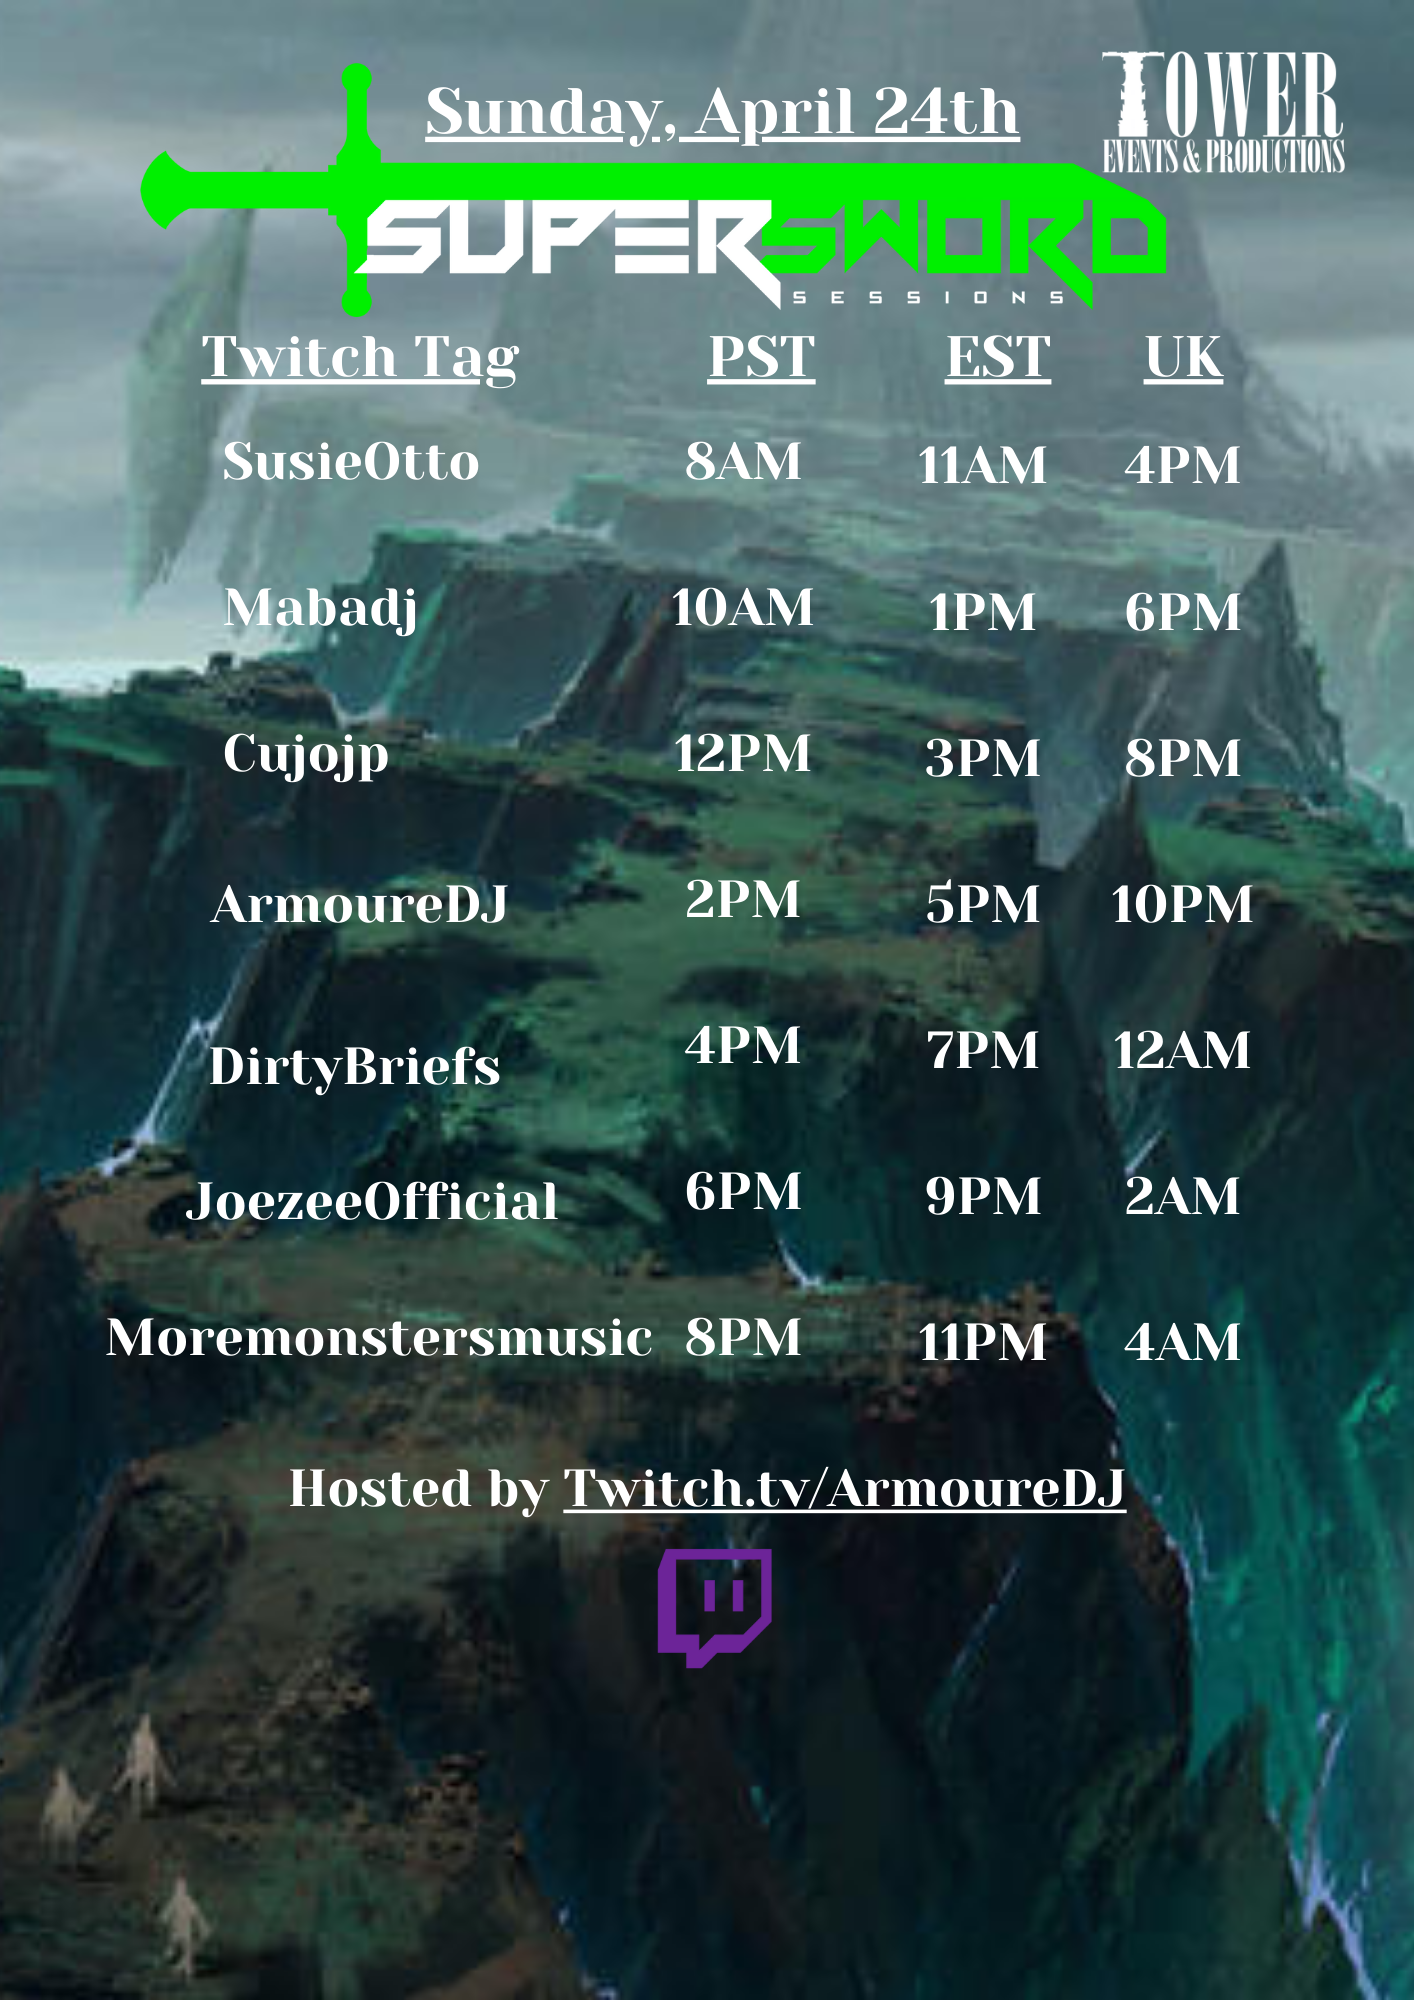 Sunday, April 24th
TOWER
EVENTS & PRODUCTIONS
SUPERSWORD
SESSIONS
Twitch Tag PST EST UK
SusieOtto 8AM 11AM 4PM
Mabadj 10AM 1PM 6PM
Cujojp 12PM 3PM 8PM
ArmoureDJ 2PM 5PM 10PM
DirtyBriefs 4PM 7PM 12AM
JoezeeOfficial 6PM 9PM 2AM
Moremonstersmusic 8PM 11PM 4AM
Hosted by Twitch.tv/ArmoureDJ